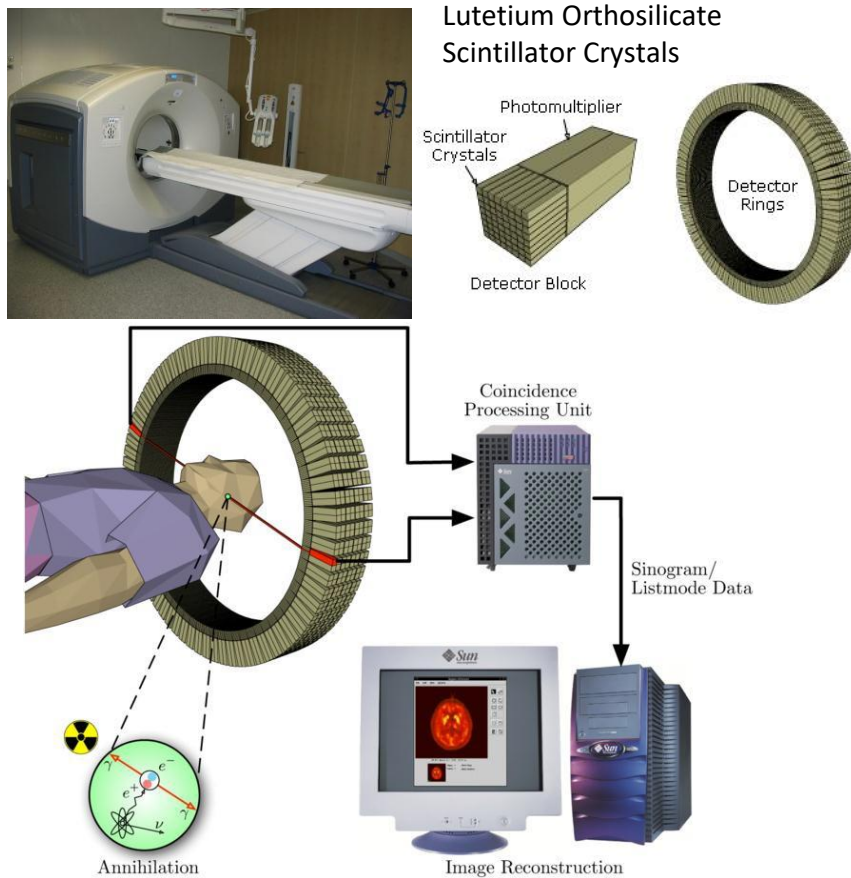 Lutetium Orthosilicate
Scintillator Crystals
Photomultiplier
Scintillator
Crystals
Detector
Rings
Detector Block
Coincidence
Processing Unit
Sun
Sinogram/
Listmode Data
Sun
Sun
γ
e⁻
e⁺
γ
ν
Annihilation
Image Reconstruction